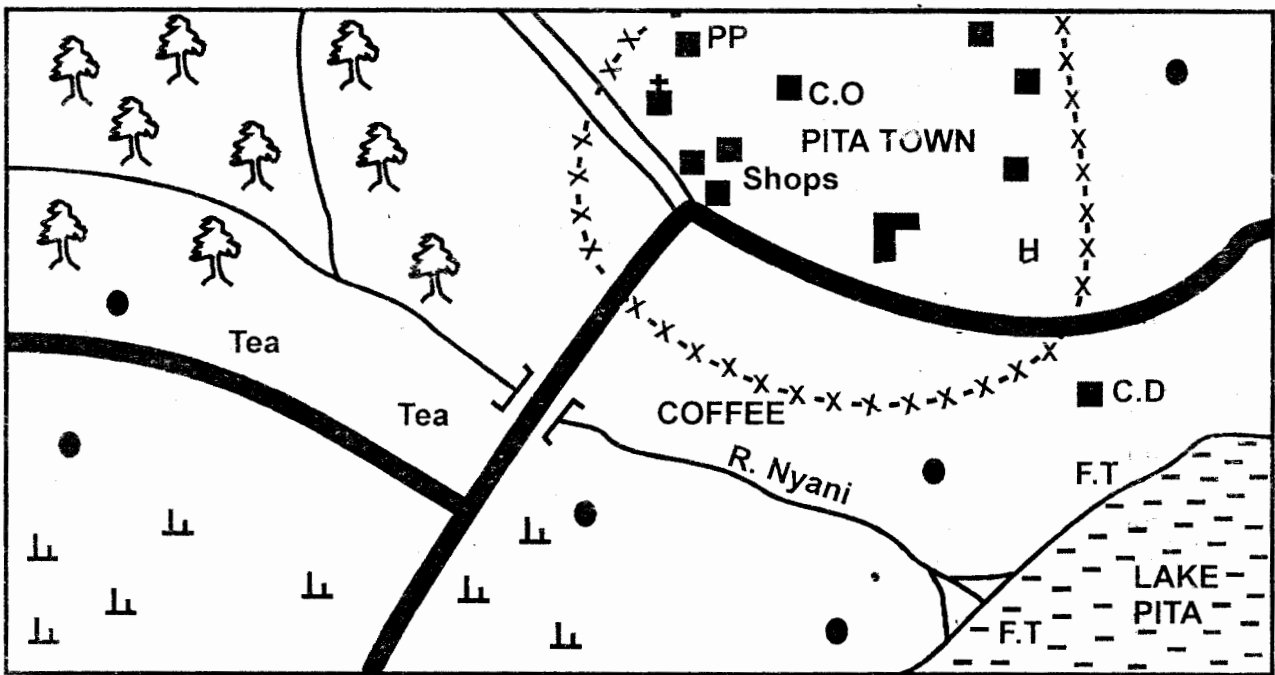 PP
C.O
PITA TOWN
Shops
H
Tea
Tea
COFFEE
C.D
R. Nyani
F.T
LAKE
PITA
F.T